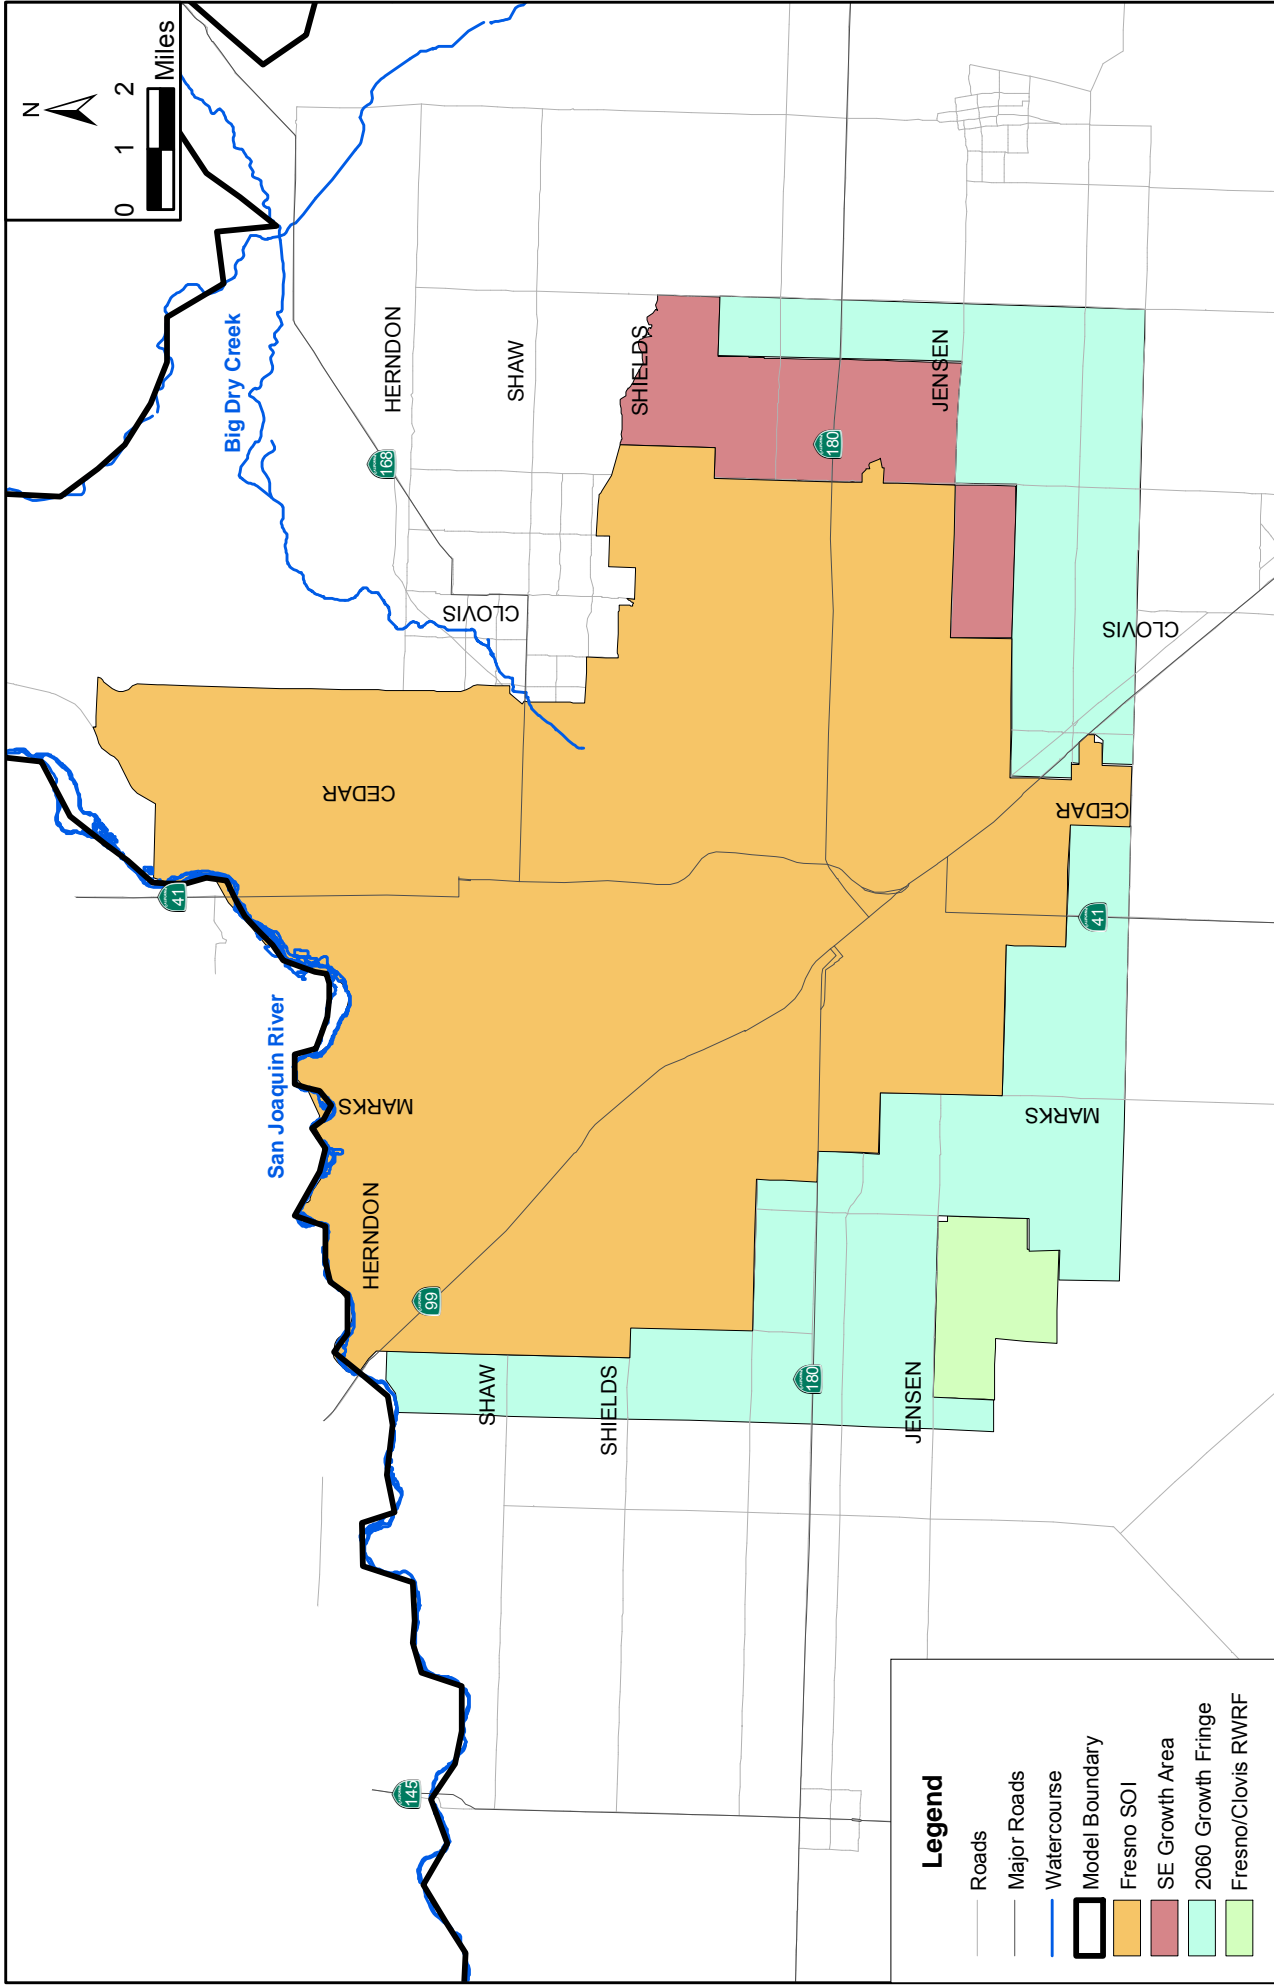 N
0 1 2
Miles
Big Dry Creek
San Joaquin River
HERNDON
SHAW
SHIELDS
JENSEN
168
180
CLOVIS
CLOVIS
CEDAR
CEDAR
41
41
MARKS
MARKS
HERNDON
99
SHAW
SHIELDS
180
JENSEN
145
Legend
Roads
Major Roads
Watercourse
Model Boundary
Fresno SOI
SE Growth Area
2060 Growth Fringe
Fresno/Clovis RWRF